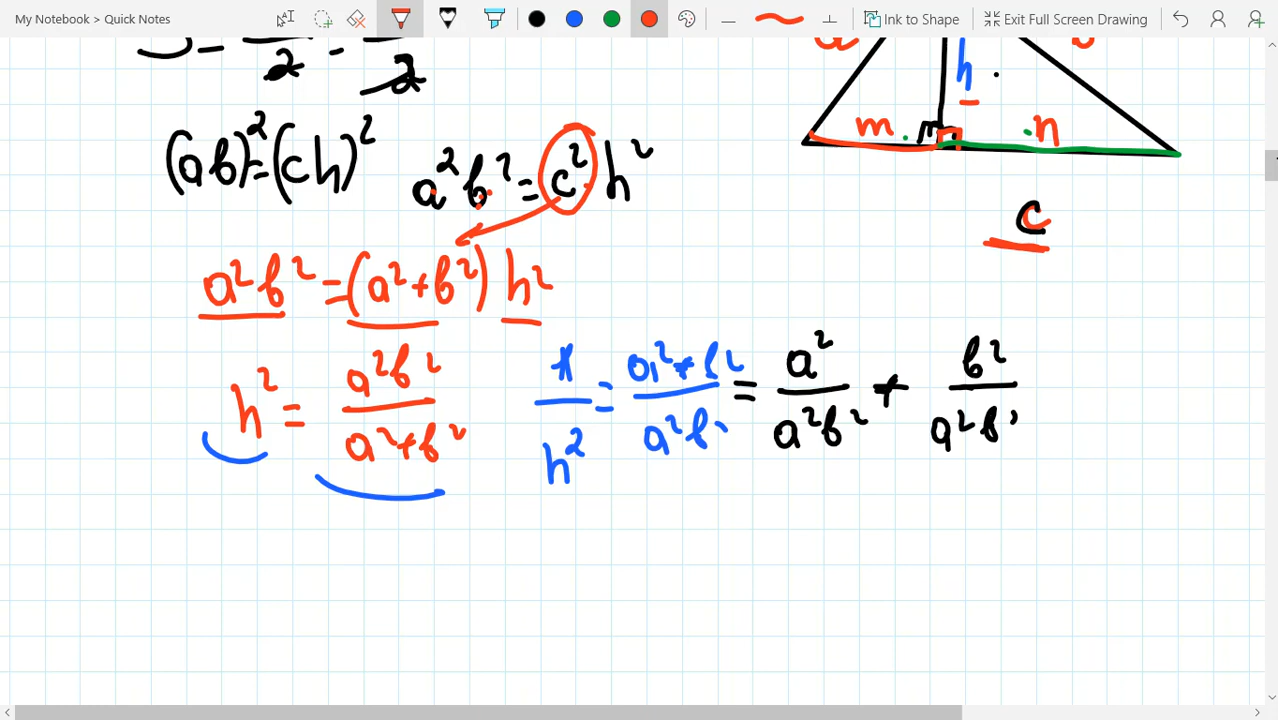 My Notebook > Quick Notes
Ink to Shape
Exit Full Screen Drawing
h
m n
c
(ab)²=(ch)²
a²b²=c²h²
a²b²=(a²+b²)h²
h²= a²b²/a²+b²
1/h² = a²+b²/a²b² = a²/a²b² + b²/a²b²